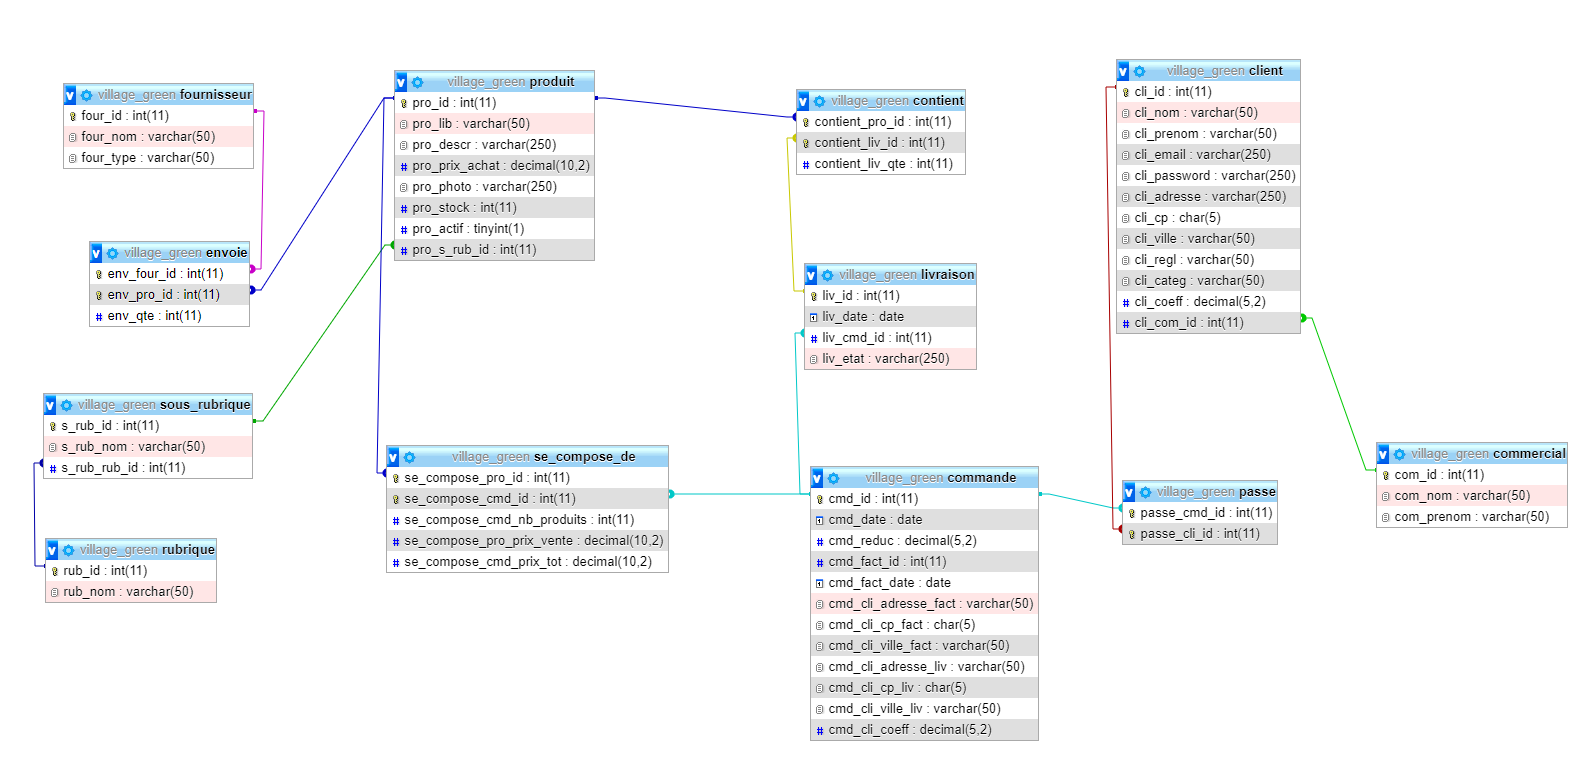 village_green fournisseur
four_id : int(11)
four_nom : varchar(50)
four_type : varchar(50)
village_green envoie
env_four_id : int(11)
env_pro_id : int(11)
env_qte : int(11)
village_green sous_rubrique
s_rub_id : int(11)
s_rub_nom : varchar(50)
s_rub_rub_id : int(11)
village_green rubrique
rub_id : int(11)
rub_nom : varchar(50)
village_green produit
pro_id : int(11)
pro_lib : varchar(50)
pro_descr : varchar(250)
pro_prix_achat : decimal(10,2)
pro_photo : varchar(250)
pro_stock : int(11)
pro_actif : tinyint(1)
pro_s_rub_id : int(11)
village_green se_compose_de
se_compose_pro_id : int(11)
se_compose_cmd_id : int(11)
se_compose_cmd_nb_produits : int(11)
se_compose_pro_prix_vente : decimal(10,2)
se_compose_cmd_prix_tot : decimal(10,2)
village_green contient
contient_pro_id : int(11)
contient_liv_id : int(11)
contient_liv_qte : int(11)
village_green livraison
liv_id : int(11)
liv_date : date
liv_cmd_id : int(11)
liv_etat : varchar(250)
village_green commande
cmd_id : int(11)
cmd_date : date
cmd_reduc : decimal(5,2)
cmd_fact_id : int(11)
cmd_fact_date : date
cmd_cli_adresse_fact : varchar(50)
cmd_cli_cp_fact : char(5)
cmd_cli_ville_fact : varchar(50)
cmd_cli_adresse_liv : varchar(50)
cmd_cli_cp_liv : char(5)
cmd_cli_ville_liv : varchar(50)
cmd_cli_coeff : decimal(5,2)
village_green client
cli_id : int(11)
cli_nom : varchar(50)
cli_prenom : varchar(50)
cli_email : varchar(250)
cli_password : varchar(250)
cli_adresse : varchar(250)
cli_cp : char(5)
cli_ville : varchar(50)
cli_regl : varchar(50)
cli_categ : varchar(50)
cli_coeff : decimal(5,2)
cli_com_id : int(11)
village_green passe
passe_cmd_id : int(11)
passe_cli_id : int(11)
village_green commercial
com_id : int(11)
com_nom : varchar(50)
com_prenom : varchar(50)